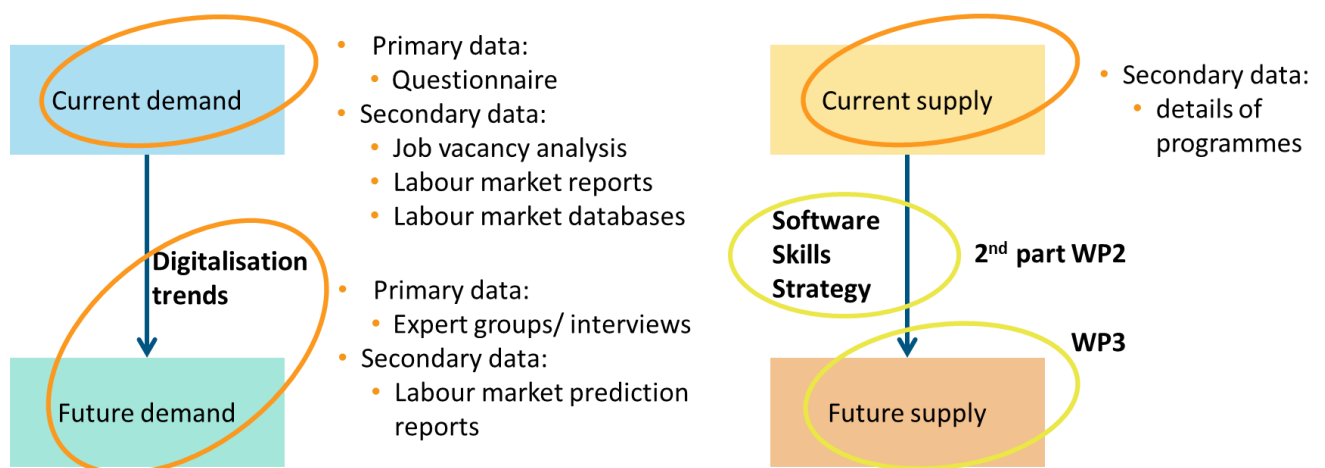 Current demand
• Primary data:
• Questionnaire
• Secondary data:
• Job vacancy analysis
• Labour market reports
• Labour market databases
Digitalisation
trends
• Primary data:
• Expert groups/ interviews
• Secondary data:
• Labour market prediction
reports
Future demand
Current supply
• Secondary data:
• details of
programmes
Software
Skills
Strategy
2nd part WP2
WP3
Future supply